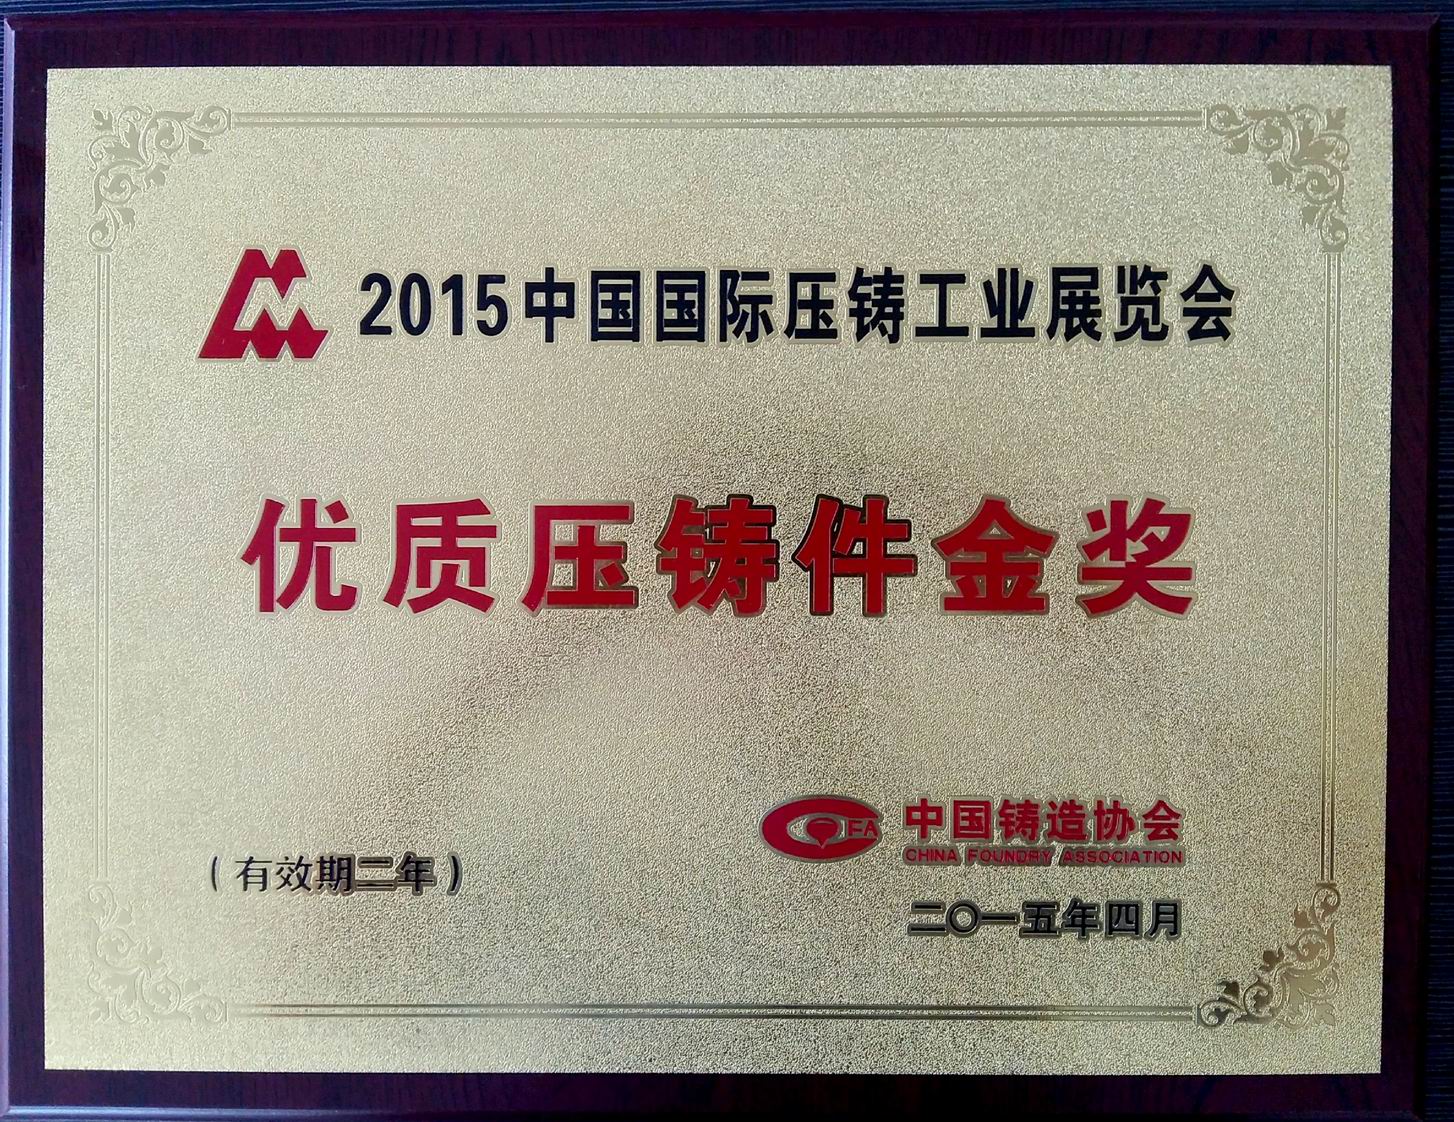 2015中国国际压铸工业展览会
优质压铸件金奖
CFA 中国铸造协会
CHINA FOUNDRY ASSOCIATION
(有效期二年)
二〇一五年四月